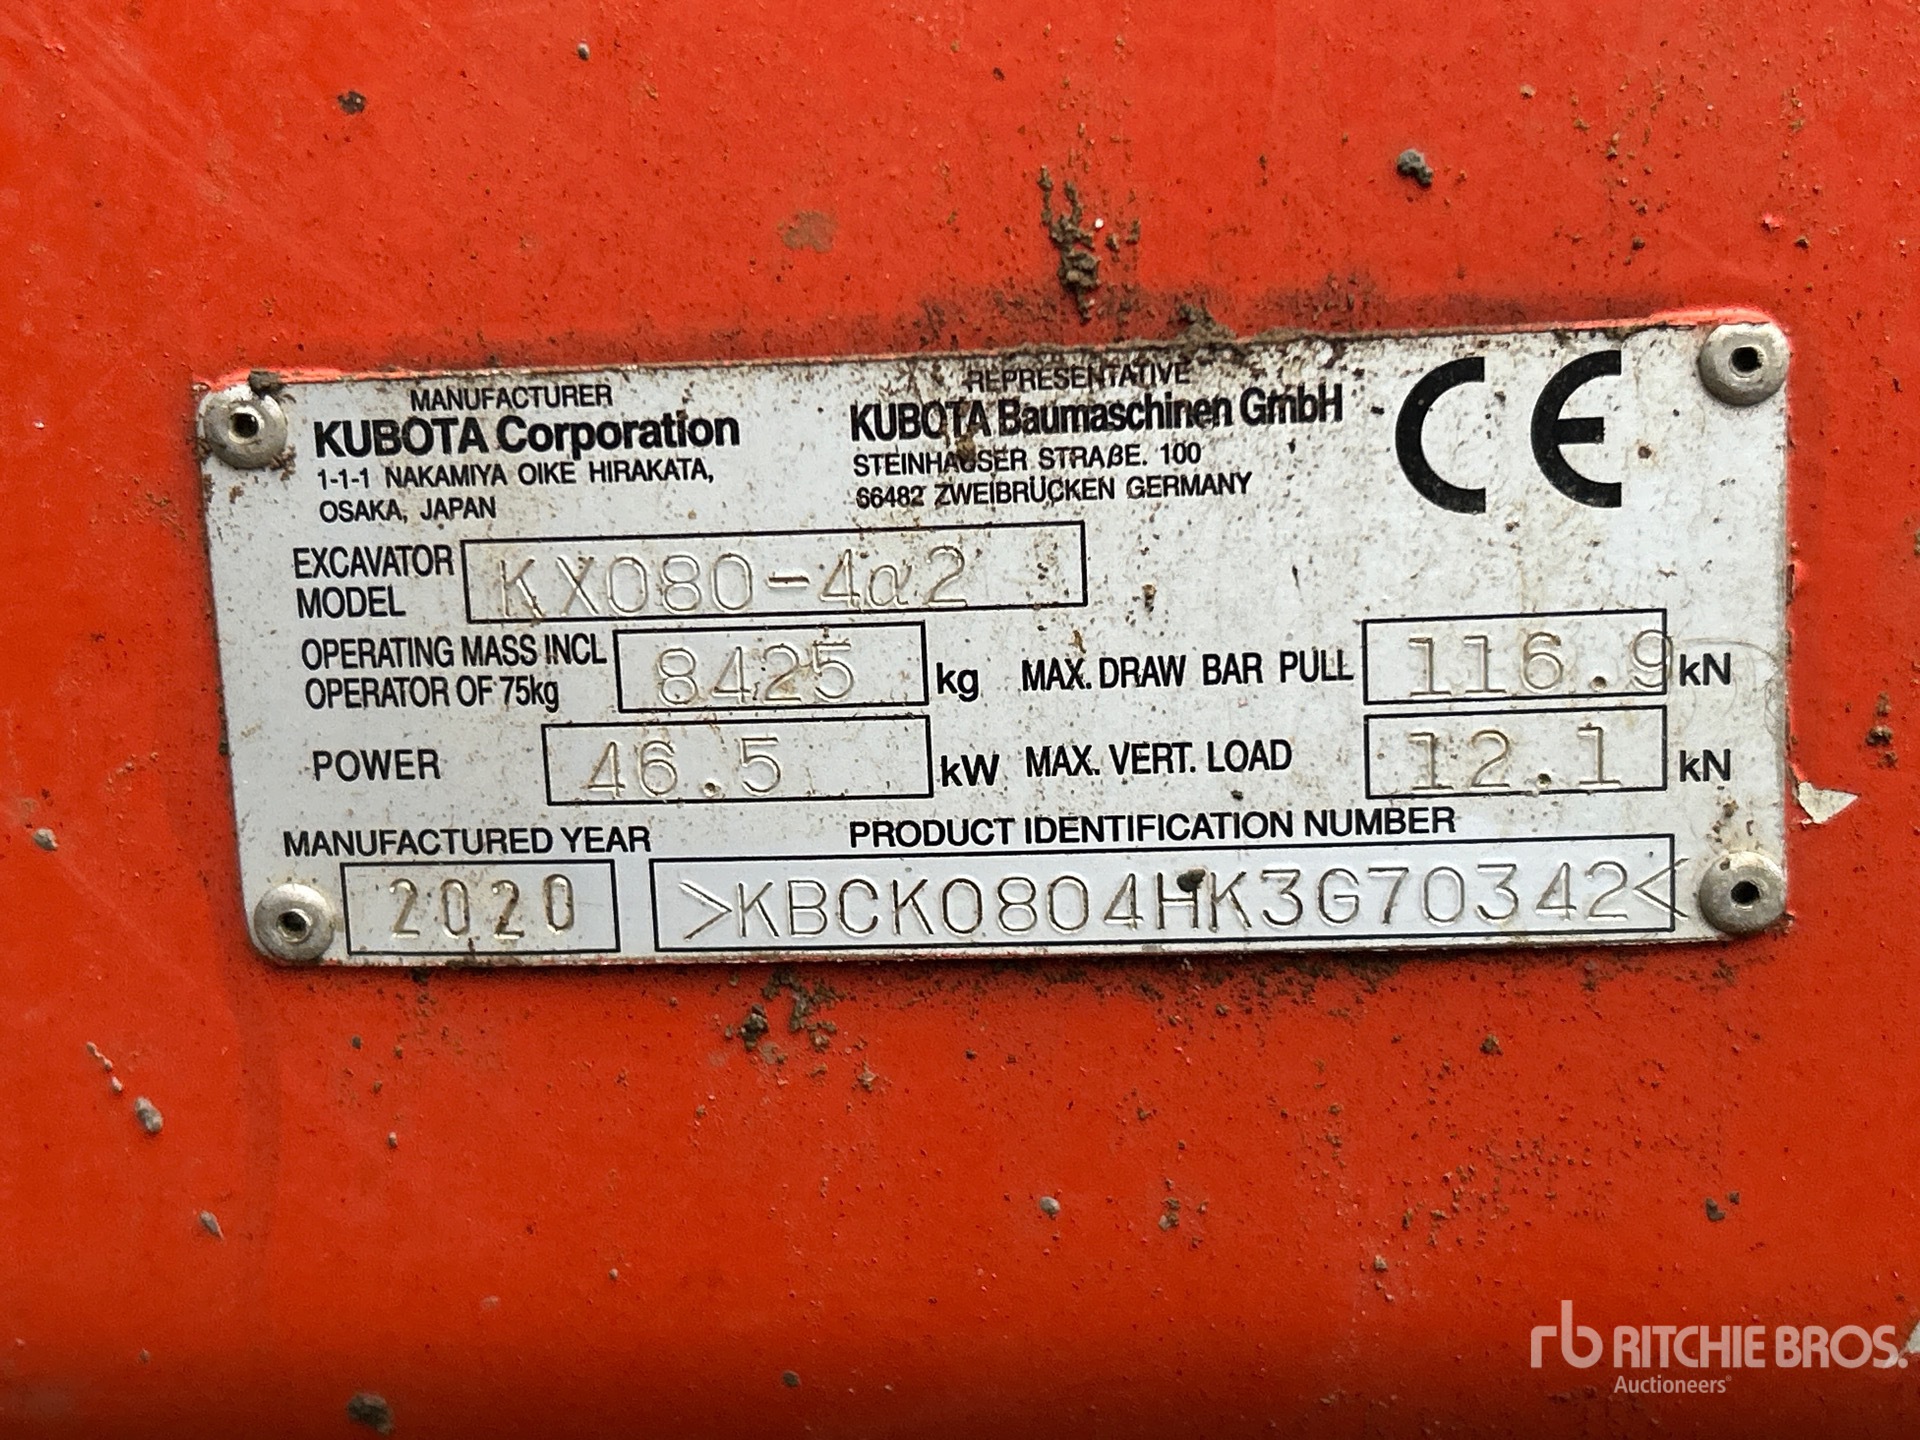 MANUFACTURER
KUBOTA Corporation
1-1-1 NAKAMIYA OIKE HIRAKATA,
OSAKA, JAPAN
REPRESENTATIVE
KUBOTA Baumaschinen GmbH
STEINHAUSER STRAßE. 100
66482 ZWEIBRÜCKEN GERMANY
CE
EXCAVATOR MODEL KX080-4α2
OPERATING MASS INCL
OPERATOR OF 75kg 8425 kg
MAX. DRAW BAR PULL 116.9 kN
POWER 46.5 kW
MAX. VERT. LOAD 12.1 kN
MANUFACTURED YEAR
2020
PRODUCT IDENTIFICATION NUMBER
>KBCK0804HK3G70342<
rb RITCHIE BROS.
Auctioneers